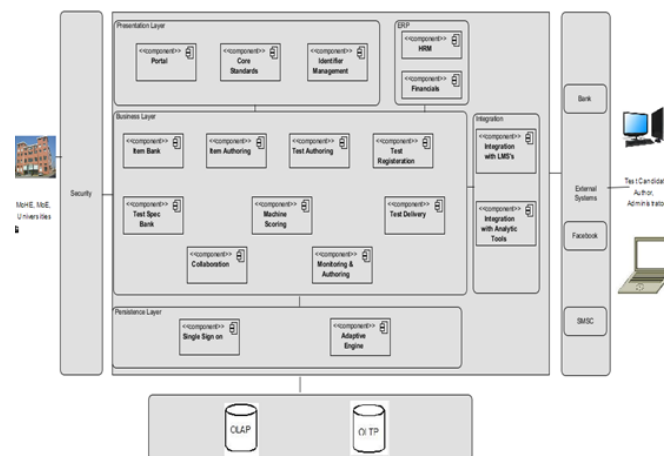 Presentation Layer
<<component>>
Portal
<<component>>
Core
Standards
<<component>>
Identifier
Management
ERP
<<component>>
HRM
<<component>>
Financials
Business Layer
<<component>>
Item Bank
<<component>>
Item Authoring
<<component>>
Test Authoring
<<component>>
Test
Registeration
<<component>>
Test Spec
Bank
<<component>>
Machine
Scoring
<<component>>
Test Delivery
<<component>>
Collaboration
<<component>>
Monitoring &
Authoring
Integration
<<component>>
Integration
with LMS's
<<component>>
Integration
with Analytic
Tools
Persistence Layer
<<component>>
Single Sign on
<<component>>
Adaptive
Engine
Security
MoHE, MoE,
Universities
Bank
External
Systems
Facebook
SMSC
Test Candidat
Author,
Administrato
OLAP
OLTP